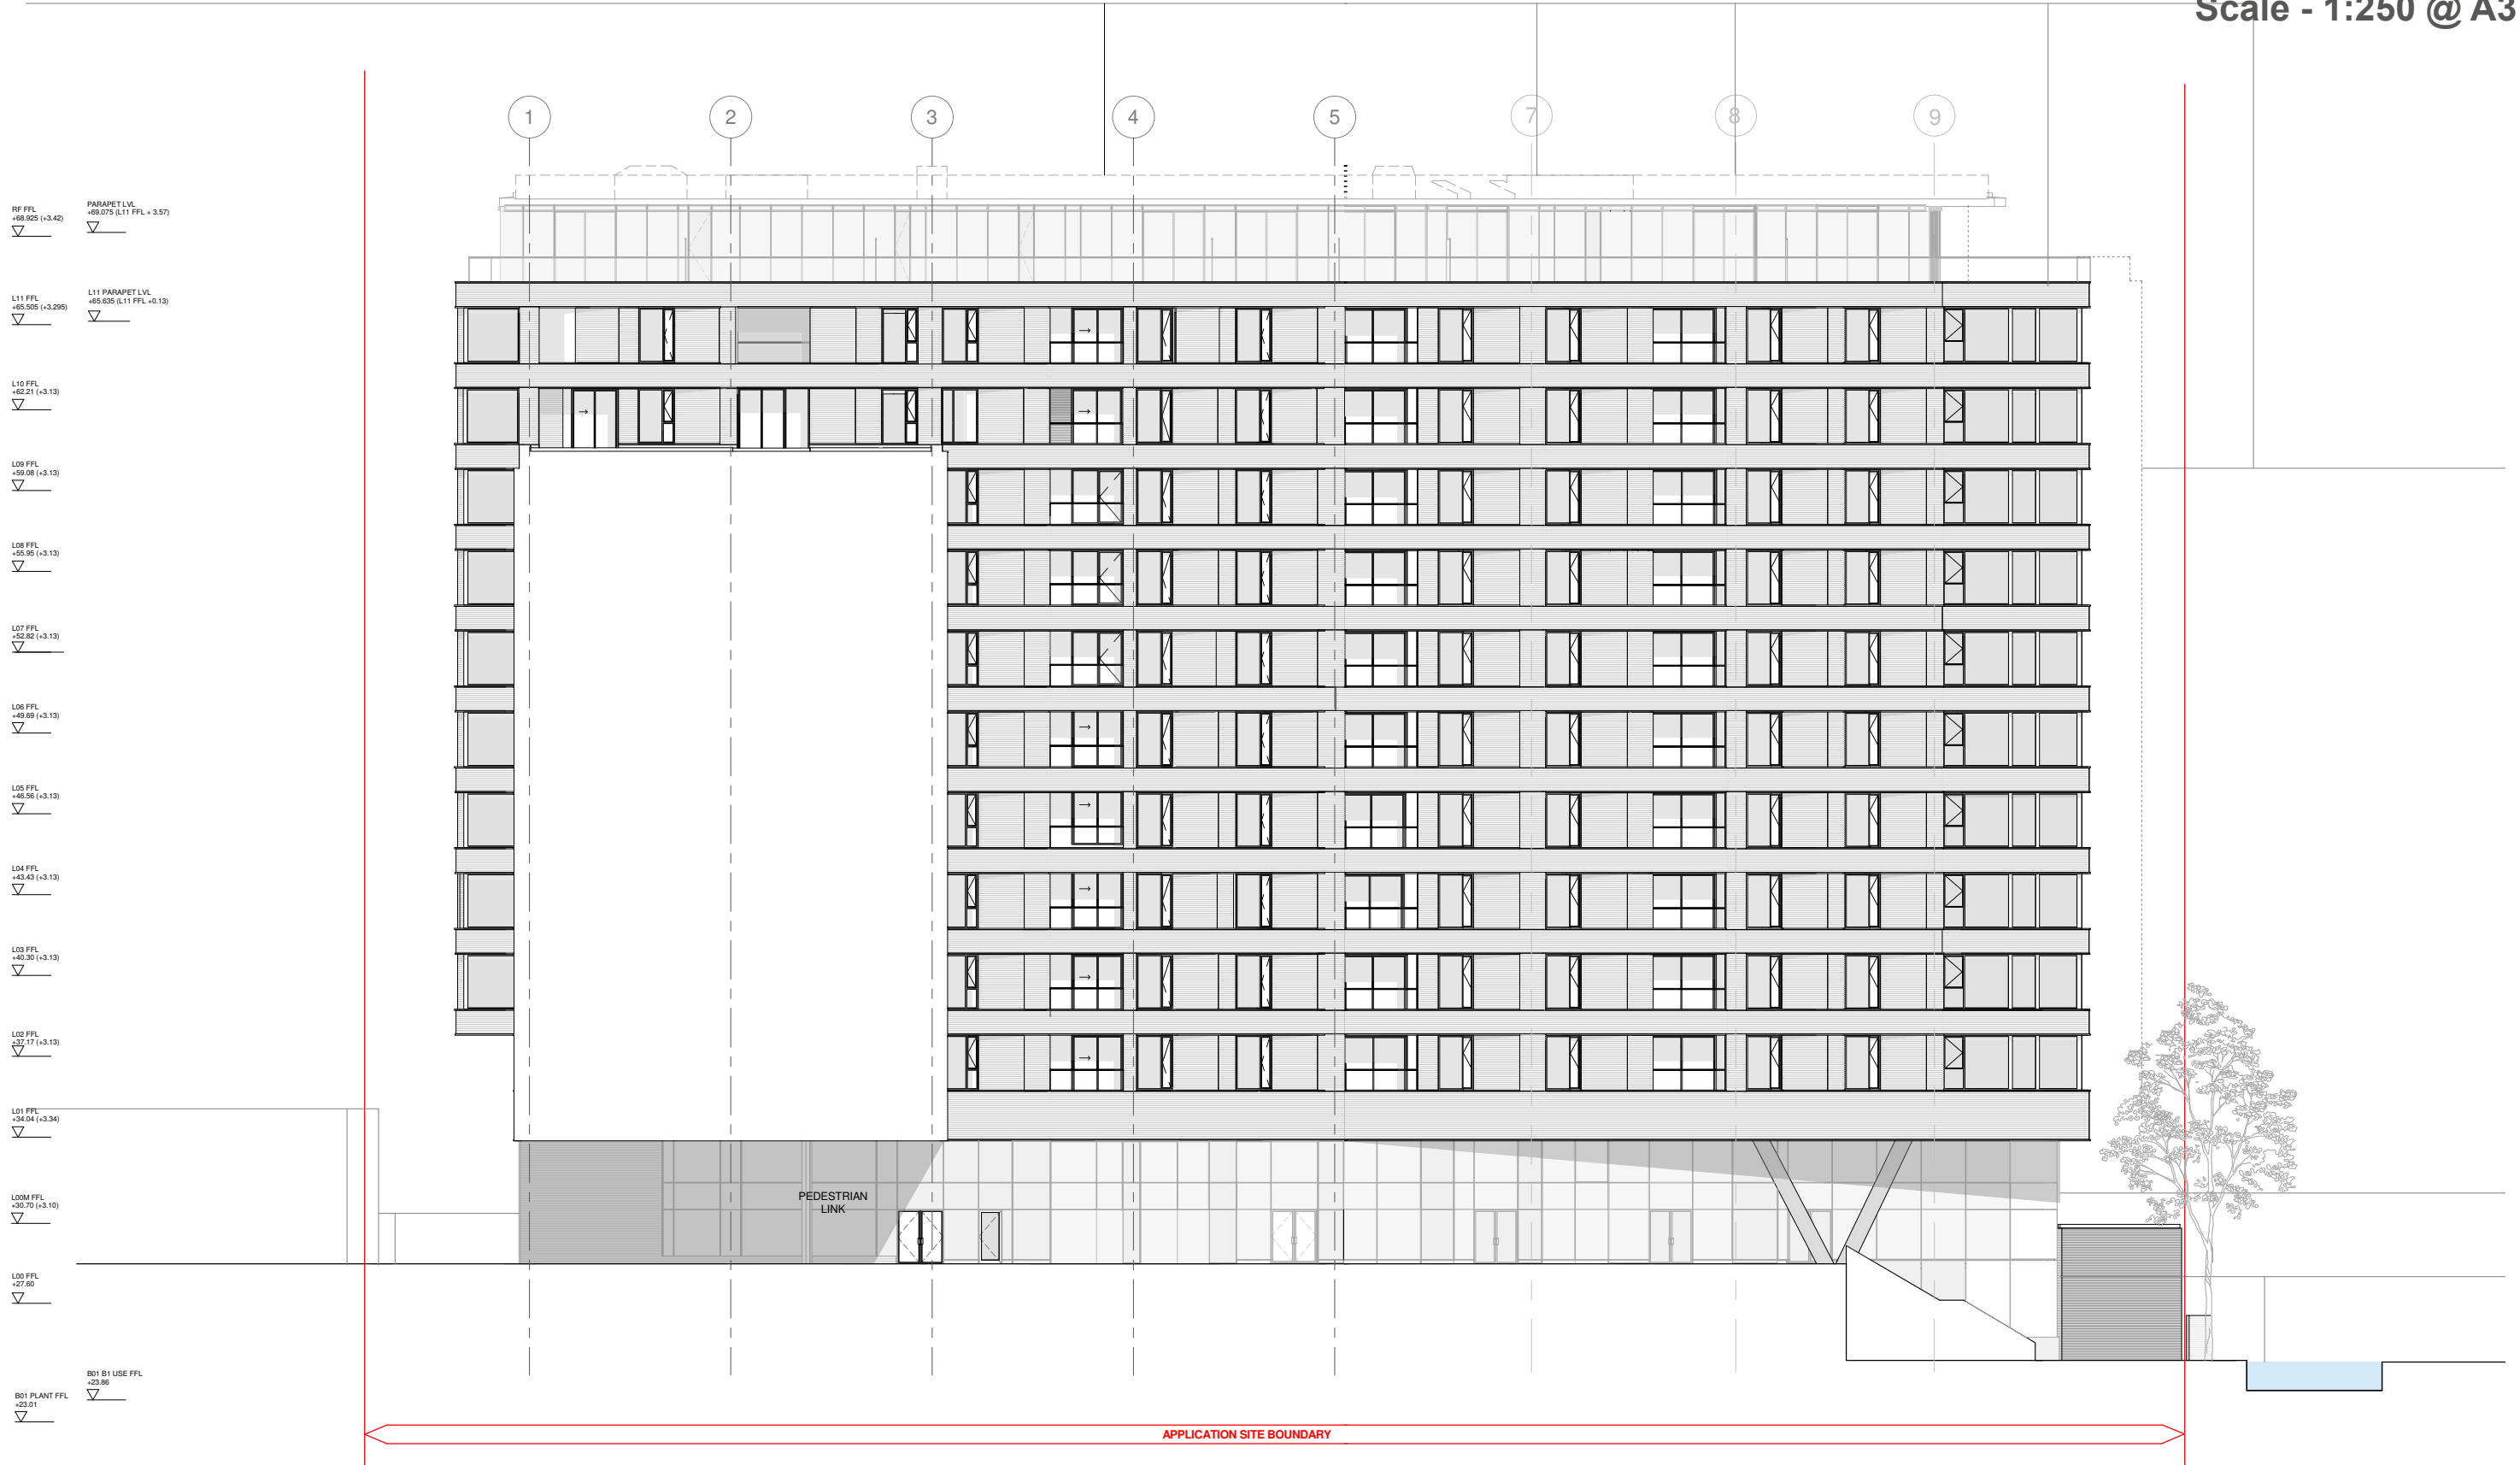 Scale - 1:250 @ A3
1
2
3
4
5
7
8
9
RF FFL
+68.925 (+3.42)
PARAPET LVL
+69.075 (L11 FFL + 3.57)
L11 FFL
+65.505 (+3.295)
L11 PARAPET LVL
+65.635 (L11 FFL +0.13)
L10 FFL
+62.21 (+3.13)
L09 FFL
+59.08 (+3.13)
L08 FFL
+55.95 (+3.13)
L07 FFL
+52.82 (+3.13)
L06 FFL
+49.69 (+3.13)
L05 FFL
+46.56 (+3.13)
L04 FFL
+43.43 (+3.13)
L03 FFL
+40.30 (+3.13)
L02 FFL
+37.17 (+3.13)
L01 FFL
+34.04 (+3.34)
L00M FFL
+30.70 (+3.10)
PEDESTRIAN
LINK
L00 FFL
+27.60
B01 B1 USE FFL
+23.86
B01 PLANT FFL
+23.01
APPLICATION SITE BOUNDARY